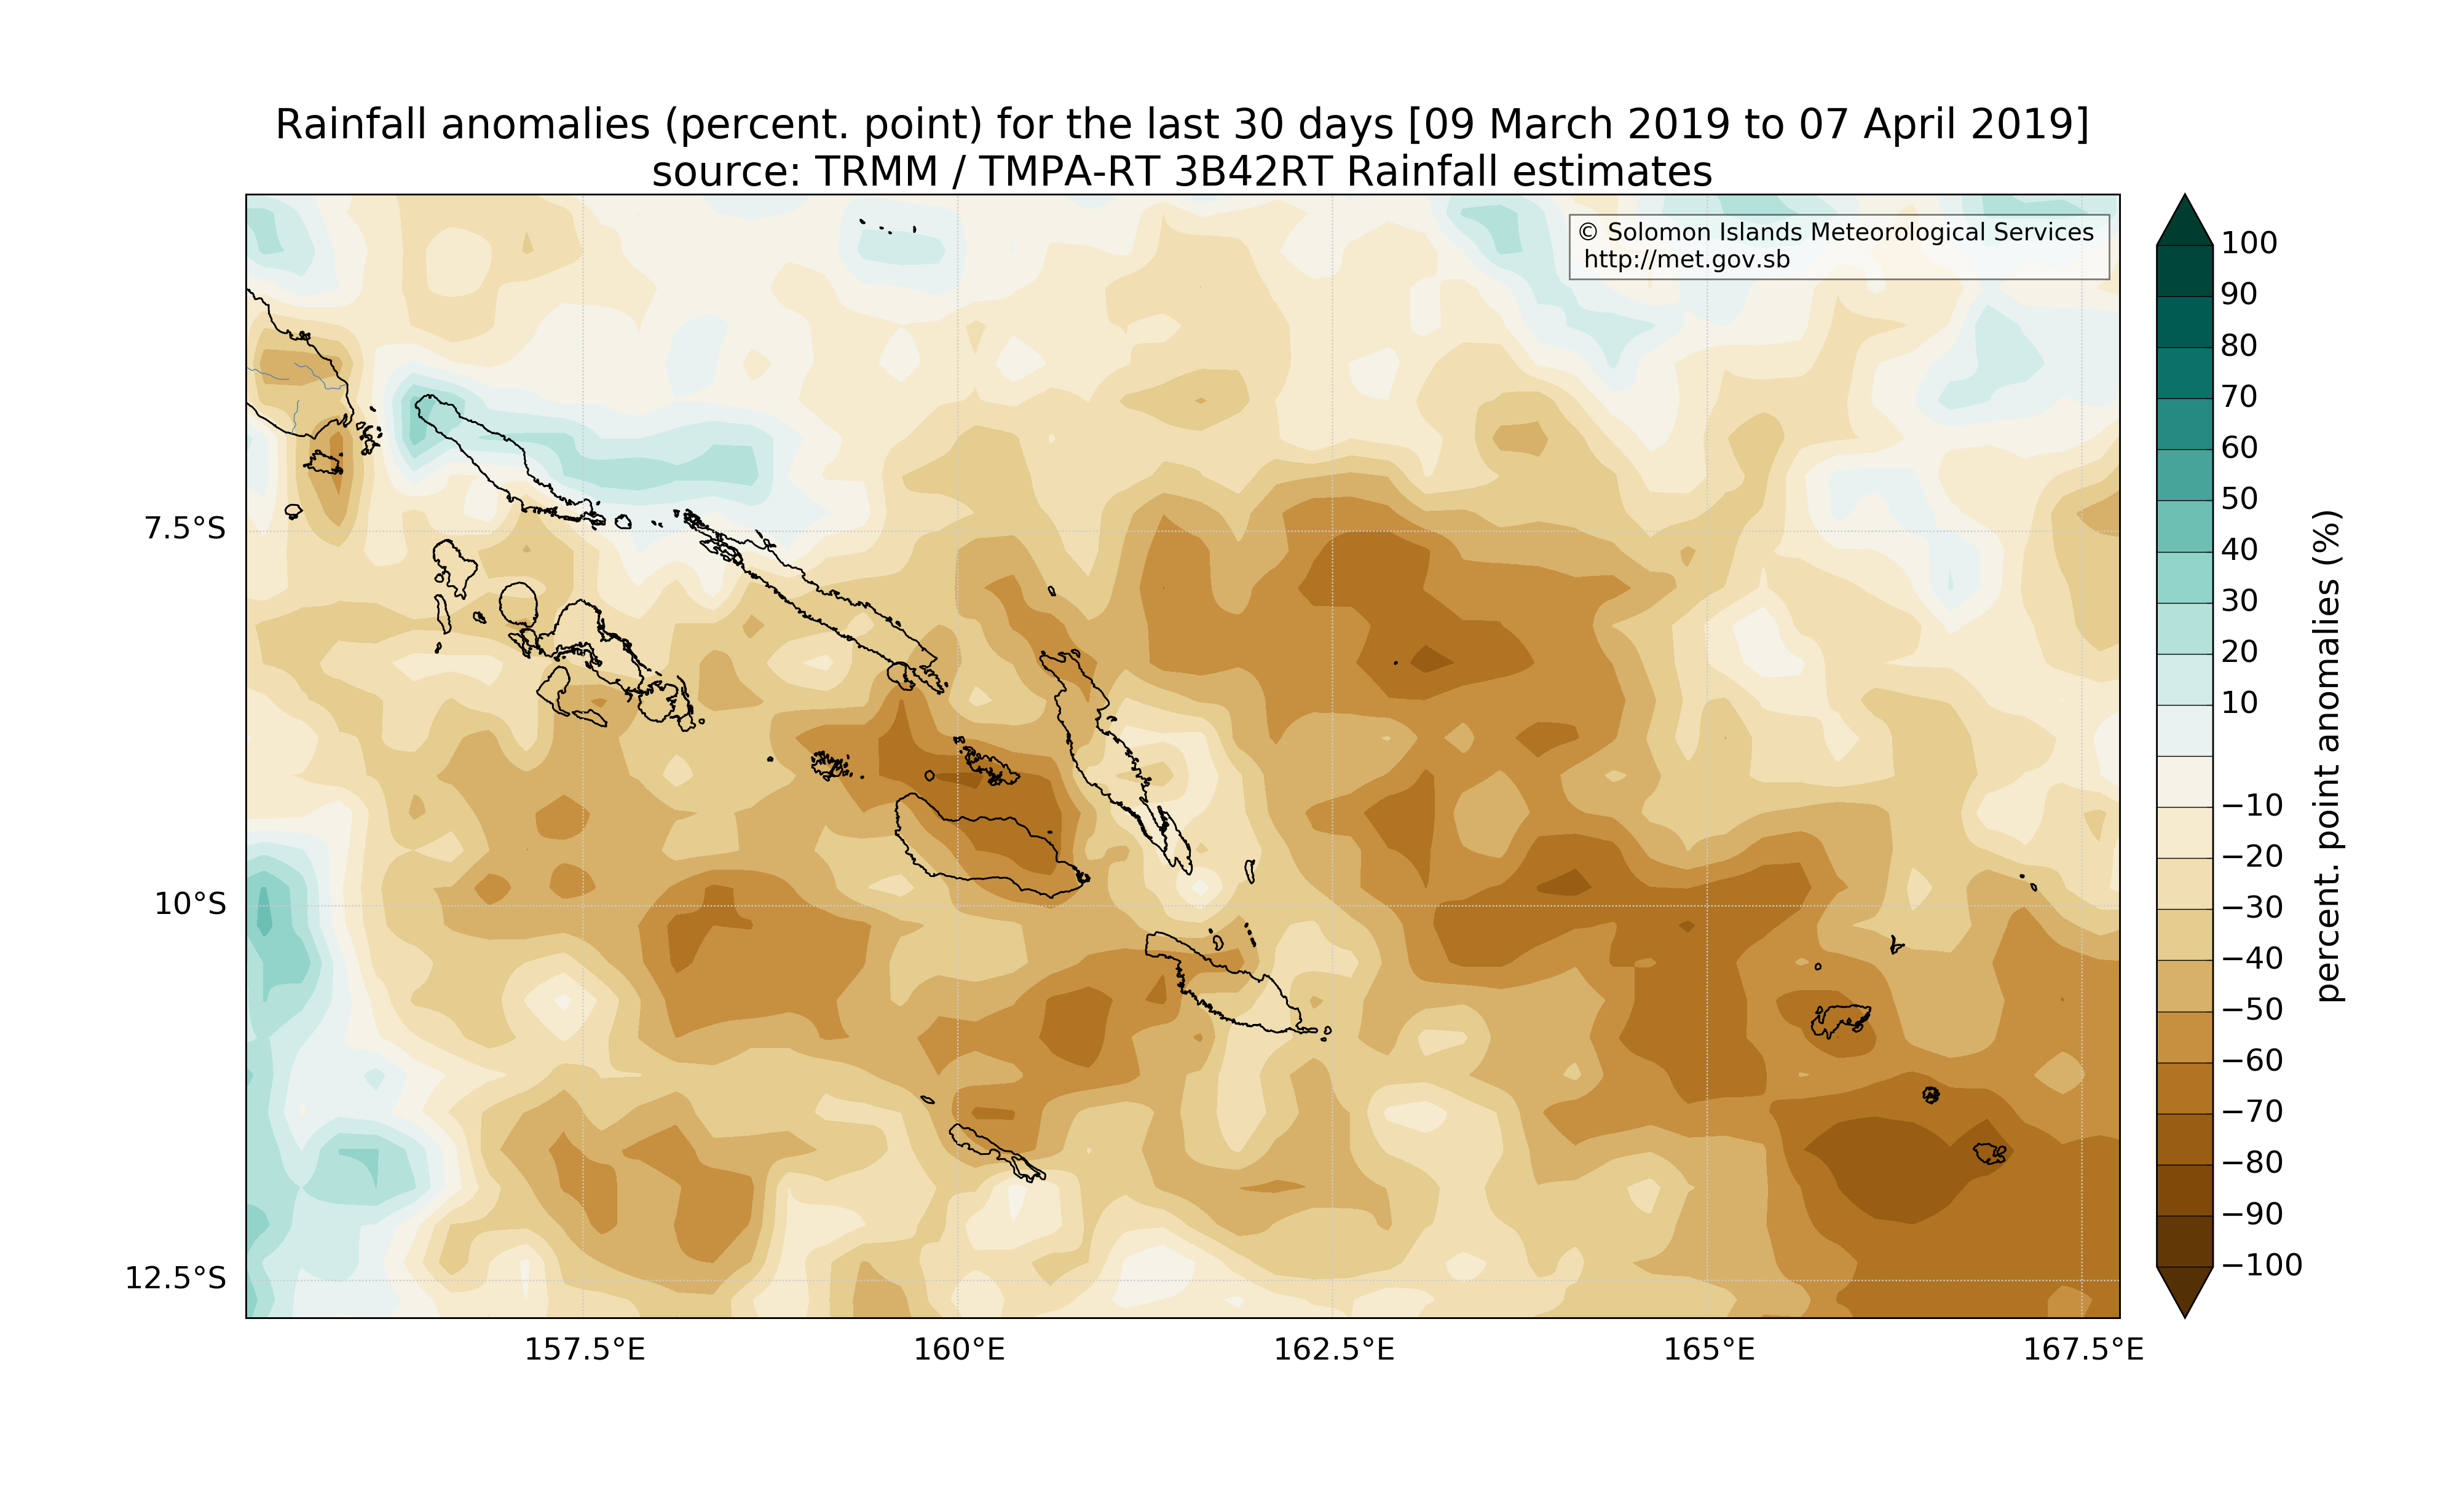 Rainfall anomalies (percent. point) for the last 30 days [09 March 2019 to 07 April 2019]
source: TRMM / TMPA-RT 3B42RT Rainfall estimates
© Solomon Islands Meteorological Services
http://met.gov.sb
7.5°S
10°S
12.5°S
157.5°E
160°E
162.5°E
165°E
167.5°E
100
90
80
70
60
50
40
30
20
10
−10
−20
−30
−40
−50
−60
−70
−80
−90
−100
percent. point anomalies (%)